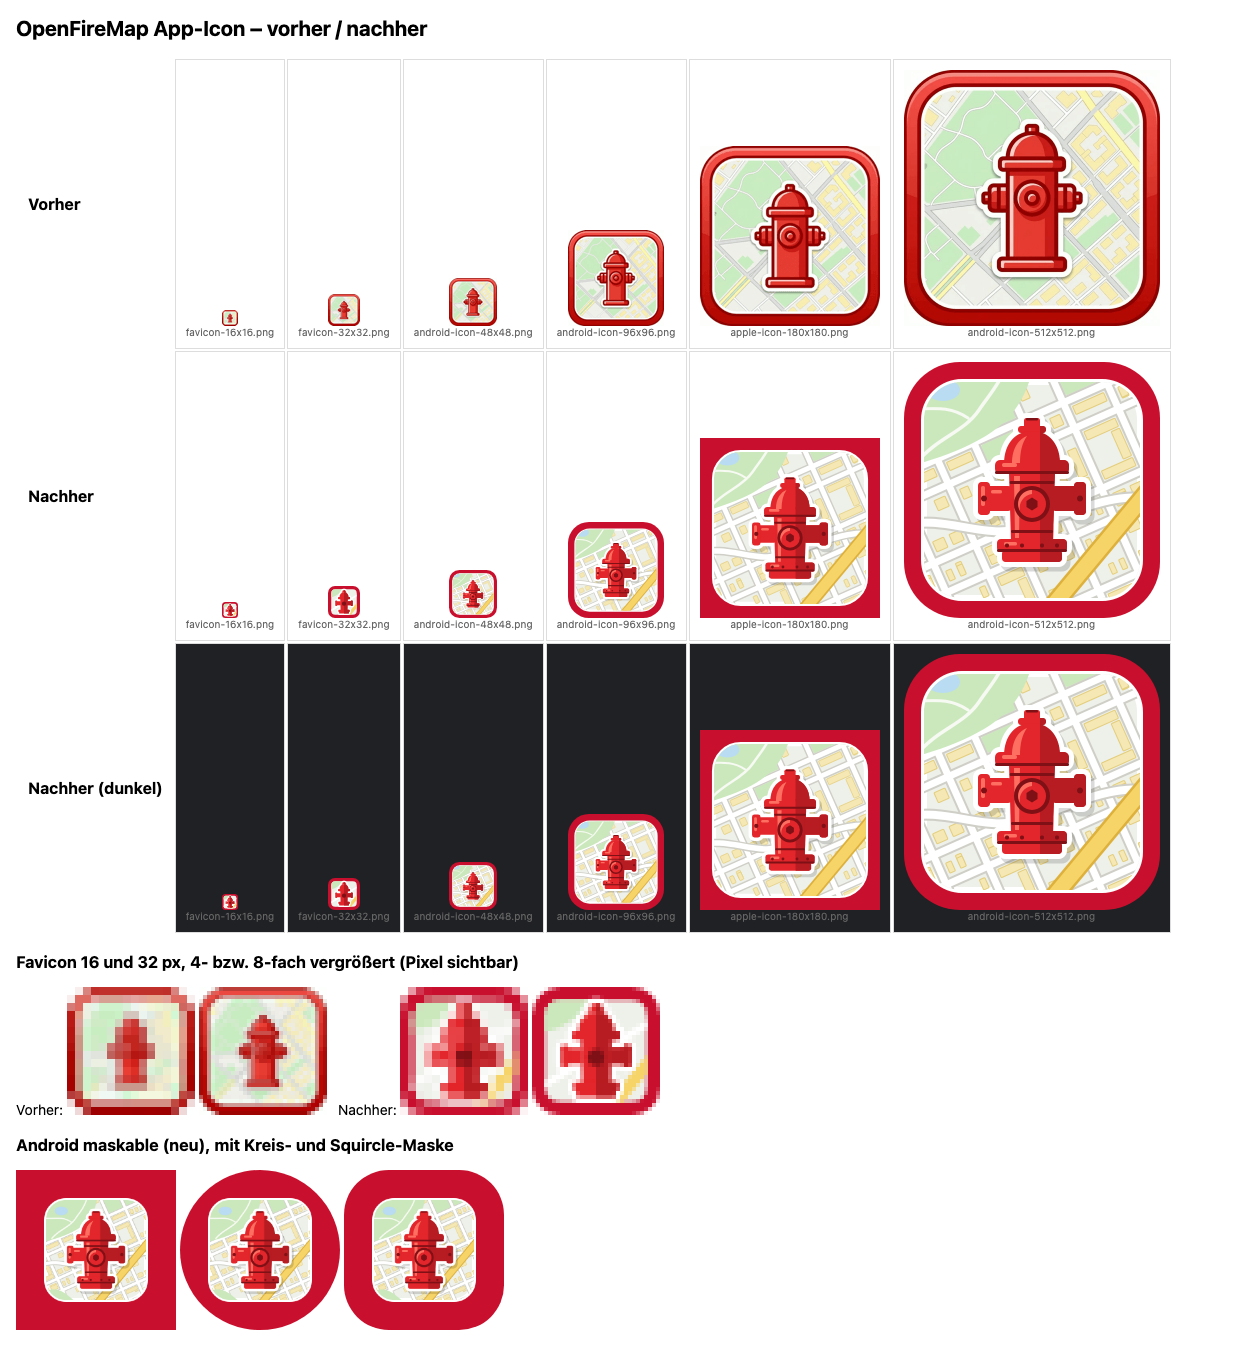 OpenFireMap App-Icon – vorher / nachher
Vorher
favicon-16x16.png
favicon-32x32.png
android-icon-48x48.png
android-icon-96x96.png
apple-icon-180x180.png
android-icon-512x512.png
Nachher
favicon-16x16.png
favicon-32x32.png
android-icon-48x48.png
android-icon-96x96.png
apple-icon-180x180.png
android-icon-512x512.png
Nachher (dunkel)
favicon-16x16.png
favicon-32x32.png
android-icon-48x48.png
android-icon-96x96.png
apple-icon-180x180.png
android-icon-512x512.png
Favicon 16 und 32 px, 4- bzw. 8-fach vergrößert (Pixel sichtbar)
Vorher:
Nachher:
Android maskable (neu), mit Kreis- und Squircle-Maske